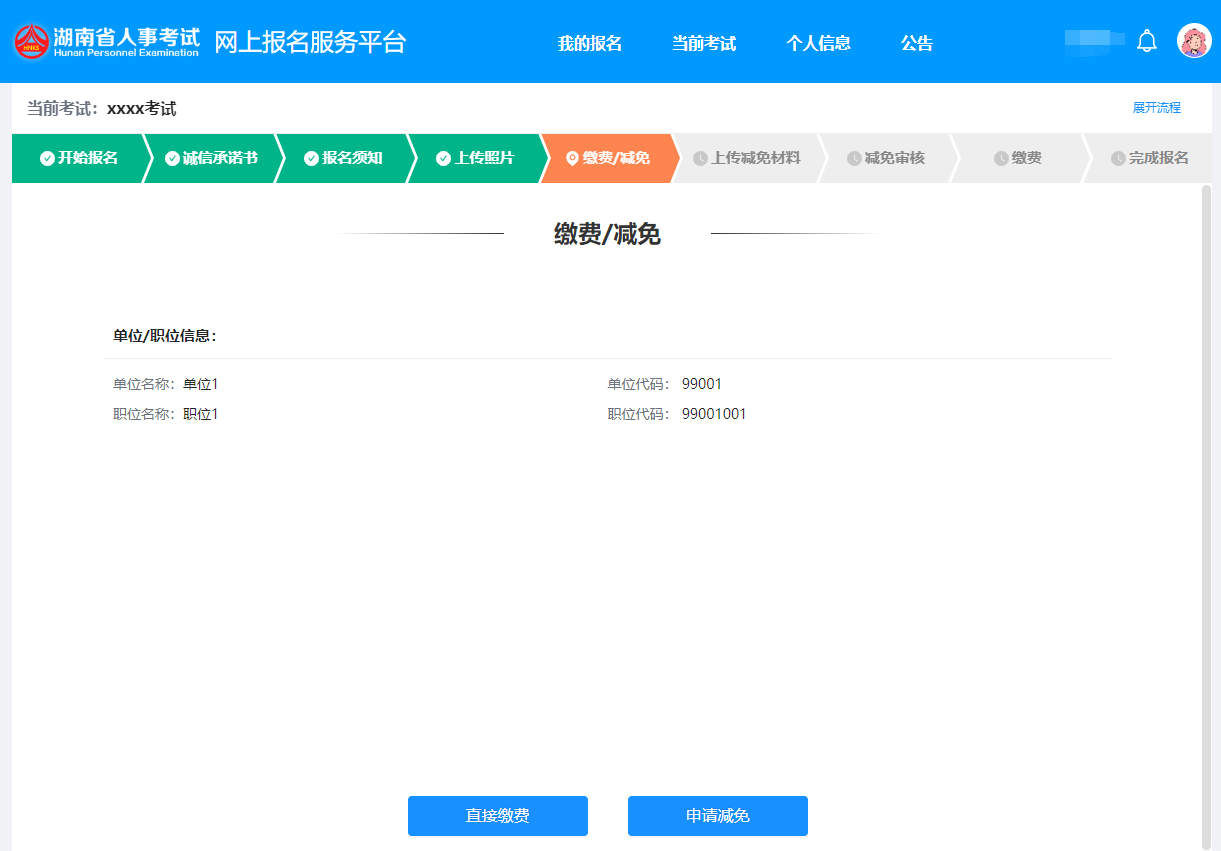 湖南省人事考试 网上报名服务平台 我的报名 当前考试 个人信息 公告
HNKS Hunan Personnel Examination
当前考试：xxxx考试 展开流程
开始报名 诚信承诺书 报名须知 上传照片 缴费/减免 上传减免材料 减免审核 缴费 完成报名
缴费/减免
单位/职位信息：
单位名称：单位1 单位代码：99001
职位名称：职位1 职位代码：99001001
直接缴费 申请减免